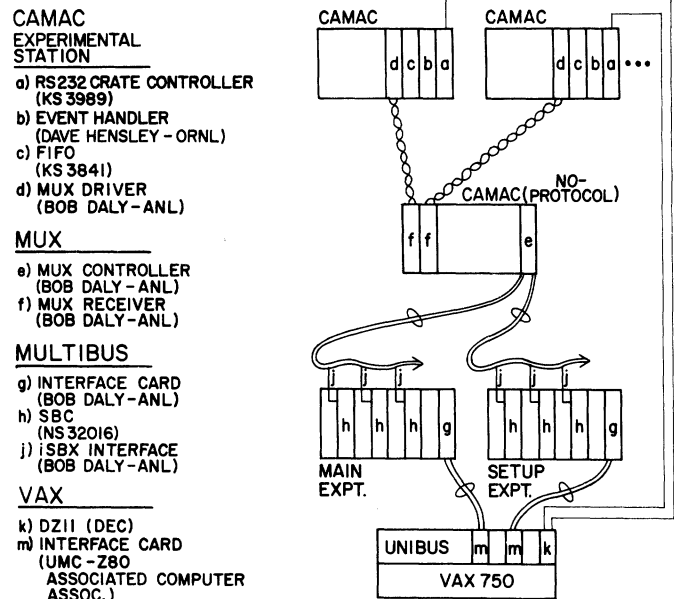 CAMAC
EXPERIMENTAL
STATION
a) RS232 CRATE CONTROLLER
(KS 3989)
b) EVENT HANDLER
(DAVE HENSLEY - ORNL)
c) FIFO
(KS 3841)
d) MUX DRIVER
(BOB DALY - ANL)
MUX
e) MUX CONTROLLER
(BOB DALY - ANL)
f) MUX RECEIVER
(BOB DALY - ANL)
MULTIBUS
g) INTERFACE CARD
(BOB DALY - ANL)
h) SBC
(NS 32016)
j) iSBX INTERFACE
(BOB DALY - ANL)
VAX
k) DZ11 (DEC)
m) INTERFACE CARD
(UMC - Z80
ASSOCIATED COMPUTER
ASSOC.)
CAMAC CAMAC
d c b a d c b a •••
NO-
CAMAC (PROTOCOL)
f f e
j j j j j j
h h h g h h h g
MAIN SETUP
EXPT. EXPT.
UNIBUS m m k
VAX 750